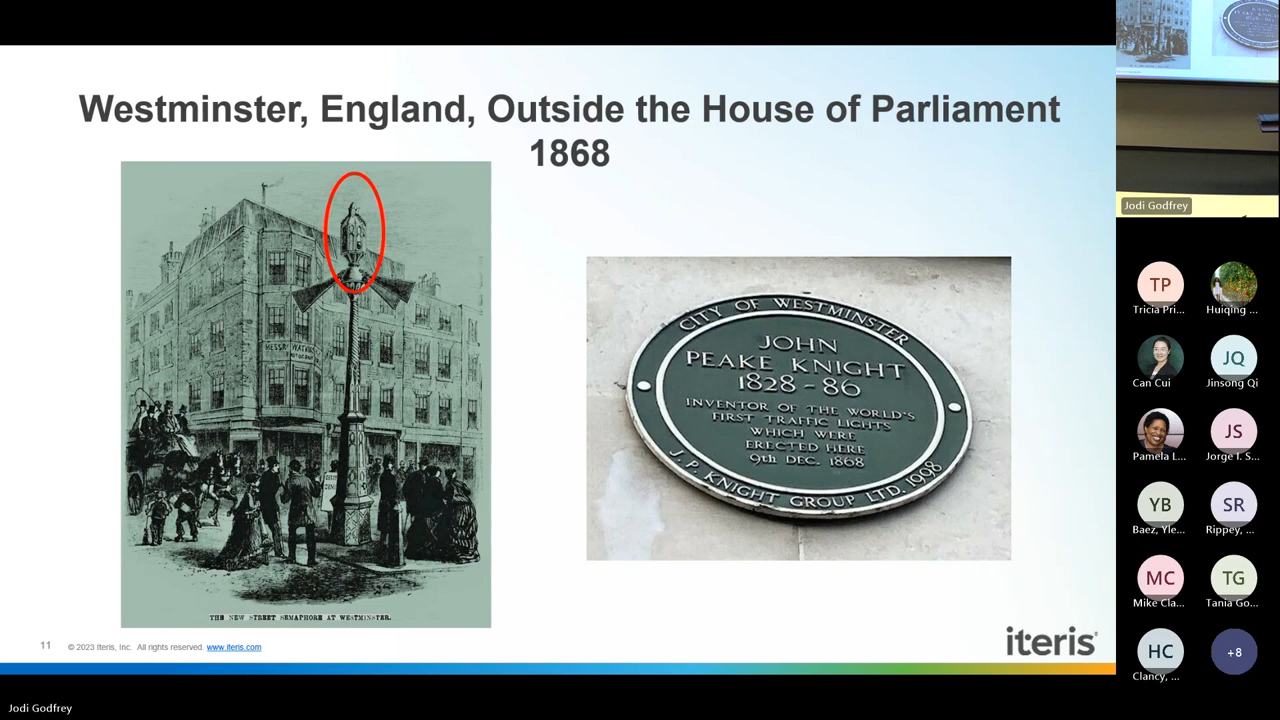 Westminster, England, Outside the House of Parliament
1868
MESSRS WATKINS
THE NEW STREET SEMAPHORE AT WESTMINSTER.
CITY OF WESTMINSTER
JOHN
PEAKE KNIGHT
1828 - 86
INVENTOR OF THE WORLD'S
FIRST TRAFFIC LIGHTS
WHICH WERE
ERECTED HERE
9th DEC. 1868
J. P. KNIGHT GROUP LTD. 1998
11 © 2023 Iteris, Inc. All rights reserved. www.iteris.com
iteris
Jodi Godfrey
TP
Tricia Pri...
Huiqing ...
Can Cui
JQ
Jinsong Qi
Pamela L...
JS
Jorge I. S...
YB
Baez, Yle...
SR
Rippey, ...
MC
Mike Cla...
TG
Tania Go...
HC
Clancy, ...
+8
Jodi Godfrey